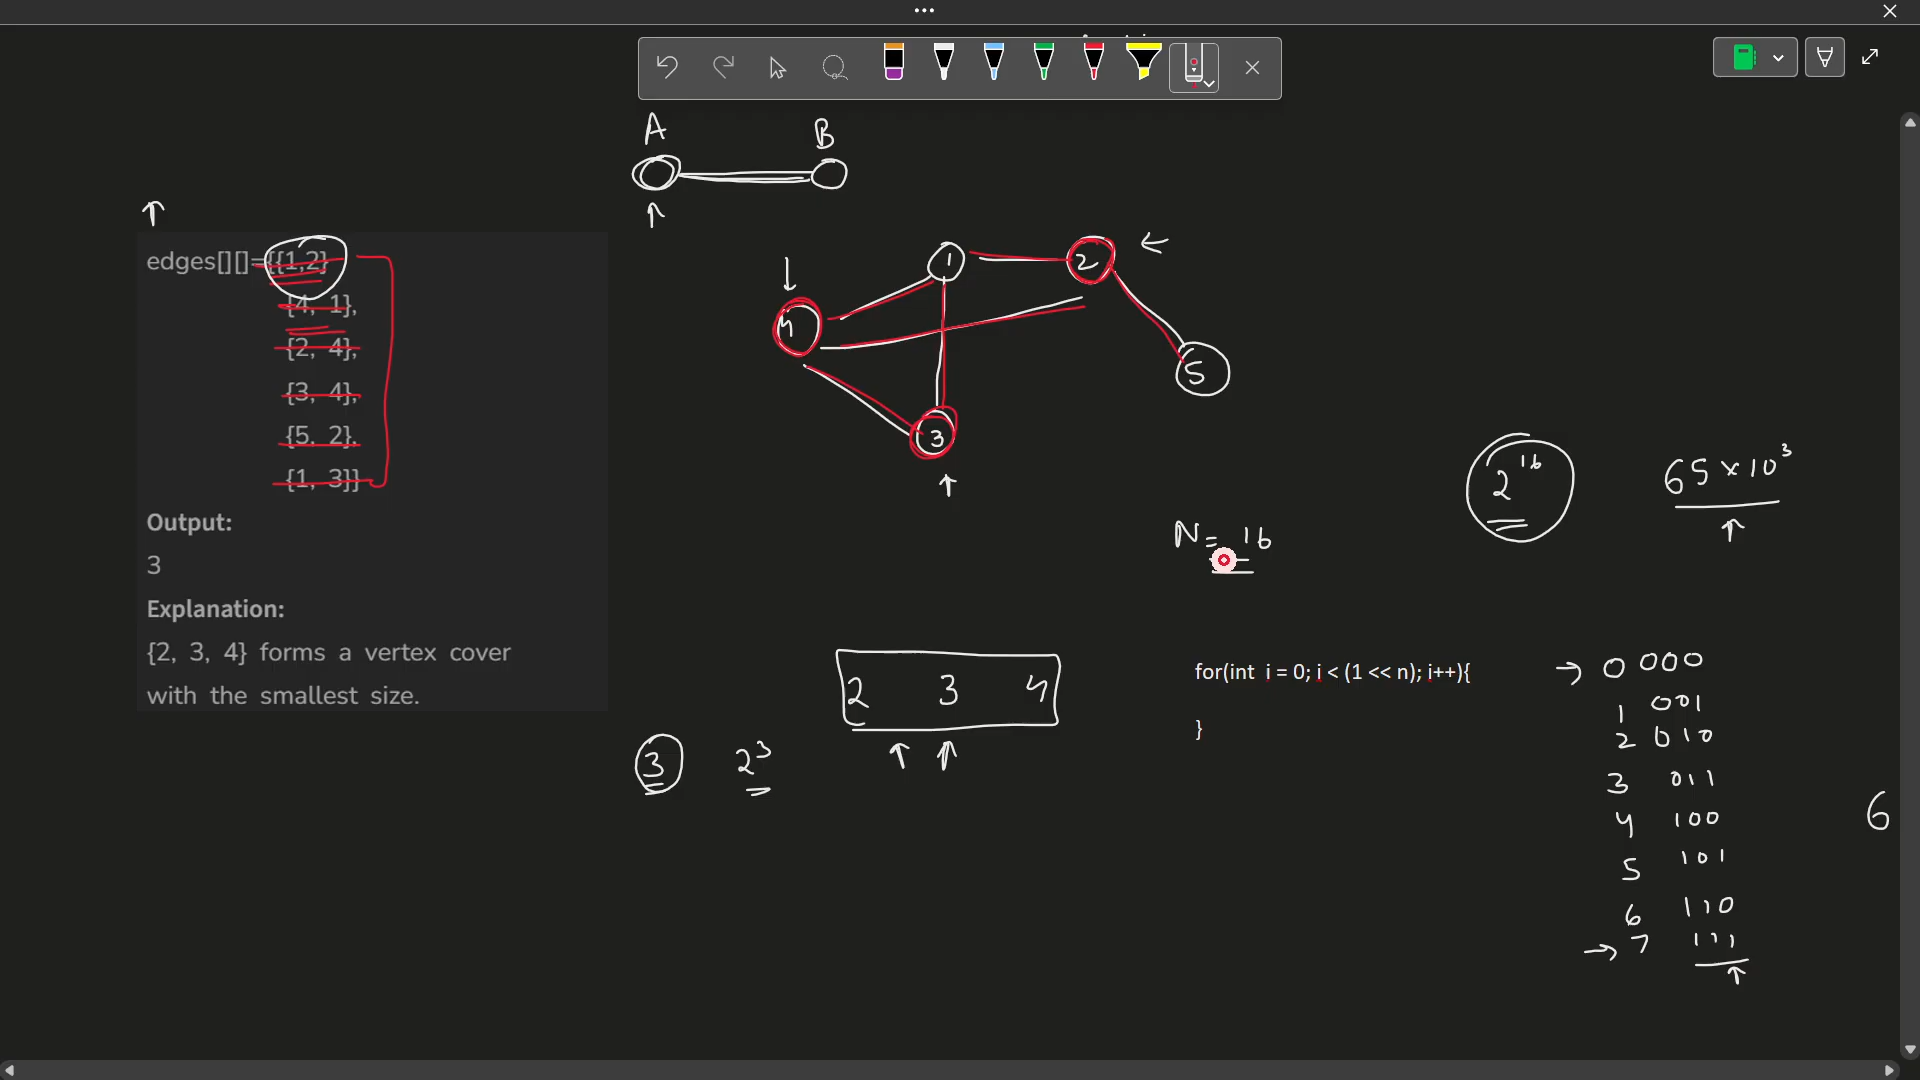 A B
edges[][]={{1,2}
{4, 1},
{2, 4},
{3, 4},
{5, 2},
{1, 3}}
Output:
3
Explanation:
{2, 3, 4} forms a vertex cover
with the smallest size.
1
2
4
3
5
2^16
65 x 10^3
N = 16
2 3 4
3 2^3
for(int i = 0; i < (1 << n); i++){
}
0 000
1 001
2 010
3 011
4 100
5 101
6 110
7 111
6